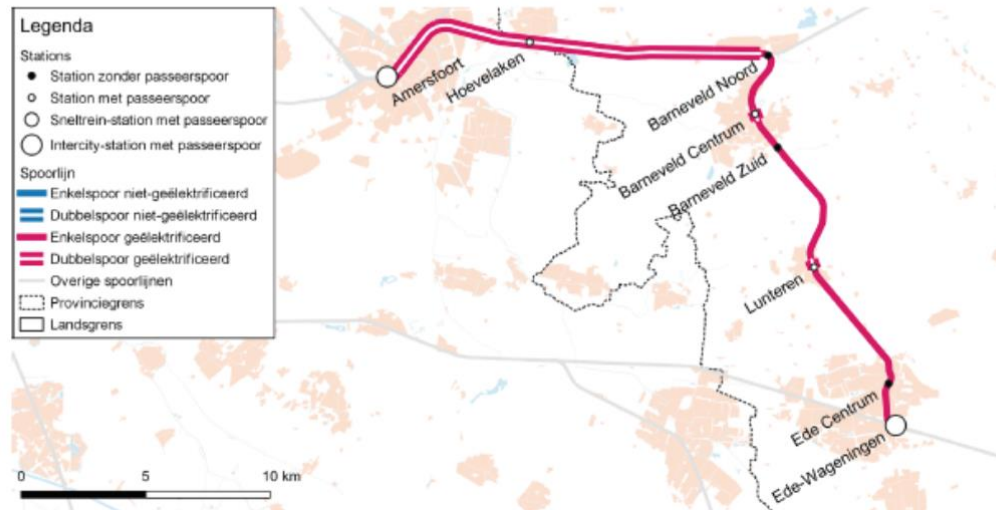 Legenda
Stations
Station zonder passeerspoor
Station met passeerspoor
Sneltrein-station met passeerspoor
Intercity-station met passeerspoor
Spoorlijn
Enkelspoor niet-geëlektrificeerd
Dubbelspoor niet-geëlektrificeerd
Enkelspoor geëlektrificeerd
Dubbelspoor geëlektrificeerd
Overige spoorlijnen
Provinciegrens
Landsgrens
Amersfoort
Hoevelaken
Barneveld Noord
Barneveld Centrum
Barneveld Zuid
Lunteren
Ede Centrum
Ede-Wageningen
0 5 10 km